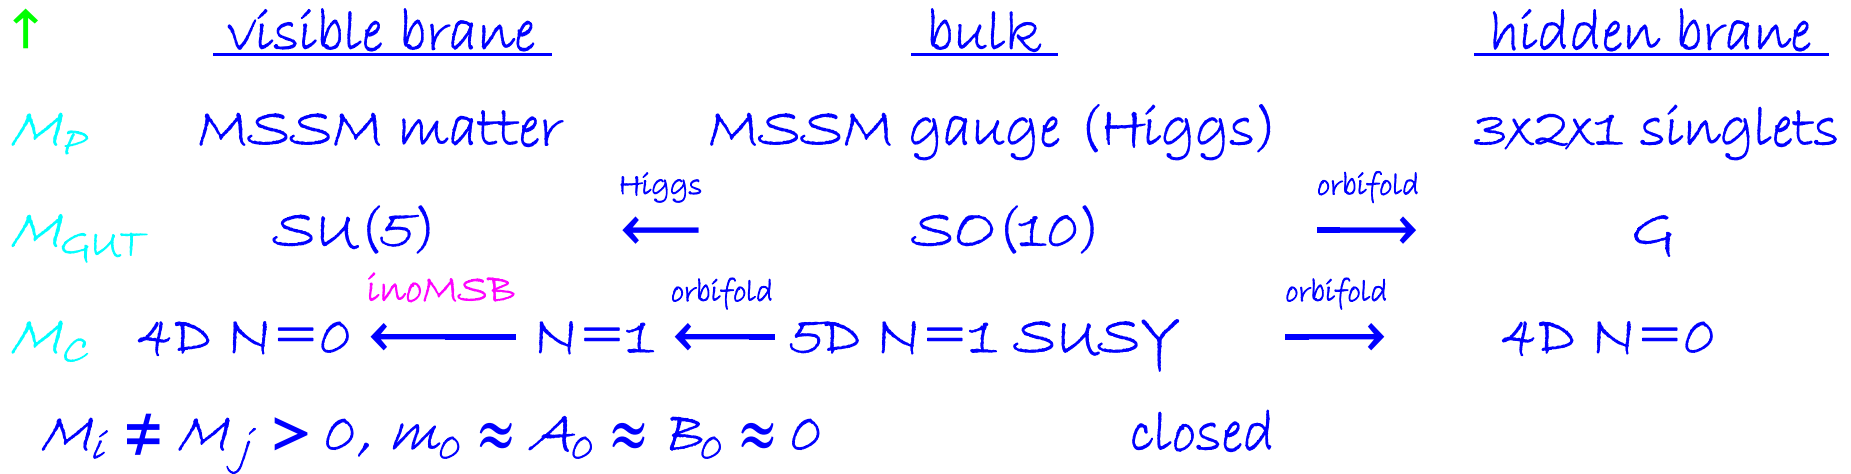 ↑ visible brane bulk hidden brane
M_P MSSM matter MSSM gauge (Higgs) 3x2x1 singlets
Higgs orbifold
M_GUT SU(5) ← SO(10) → G
inoMSB orbifold orbifold
M_C 4D N=0 ← N=1 ← 5D N=1 SUSY → 4D N=0
M_i ≠ M_j > 0, m_0 ≈ A_0 ≈ B_0 ≈ 0 closed